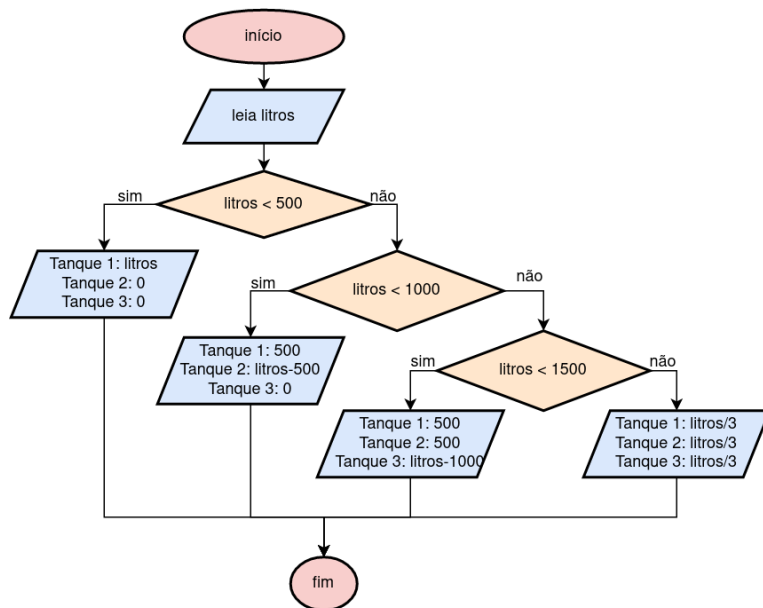 início
leia litros
litros < 500
sim
não
Tanque 1: litros
Tanque 2: 0
Tanque 3: 0
litros < 1000
sim
não
Tanque 1: 500
Tanque 2: litros-500
Tanque 3: 0
litros < 1500
sim
não
Tanque 1: 500
Tanque 2: 500
Tanque 3: litros-1000
Tanque 1: litros/3
Tanque 2: litros/3
Tanque 3: litros/3
fim